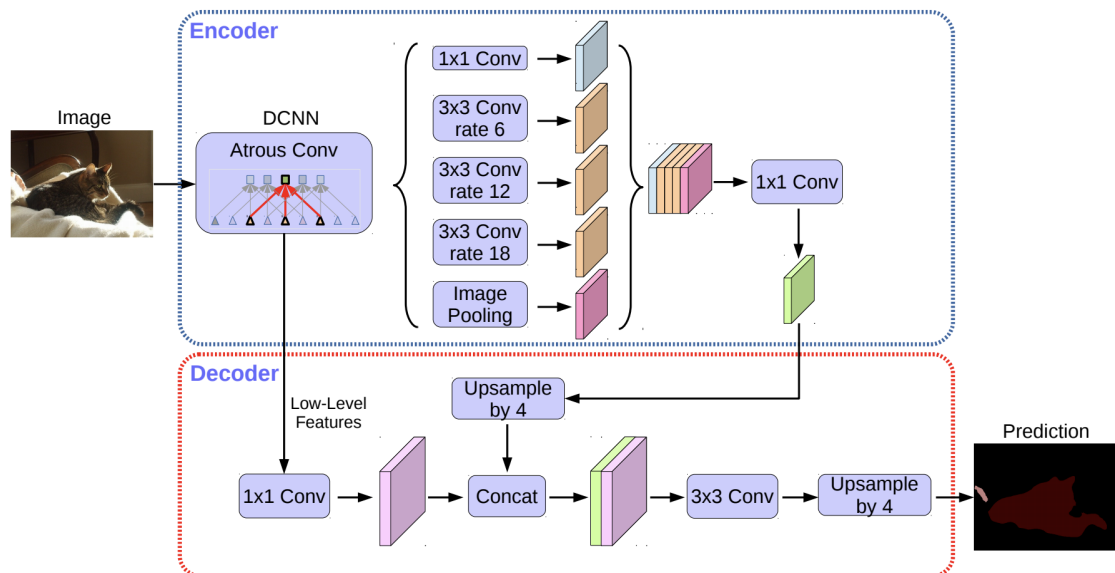 Encoder
Image
DCNN
Atrous Conv
1x1 Conv
3x3 Conv
rate 6
3x3 Conv
rate 12
3x3 Conv
rate 18
Image
Pooling
1x1 Conv
Decoder
Low-Level
Features
Upsample
by 4
1x1 Conv
Concat
3x3 Conv
Upsample
by 4
Prediction